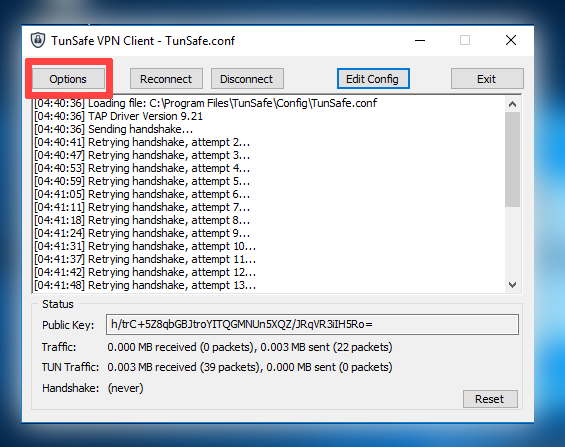 TunSafe VPN Client - TunSafe.conf
Options Reconnect Disconnect Edit Config Exit
[04:40:36] Loading file: C:\Program Files\TunSafe\Config\TunSafe.conf
[04:40:36] TAP Driver Version 9.21
[04:40:36] Sending handshake...
[04:40:41] Retrying handshake, attempt 2...
[04:40:47] Retrying handshake, attempt 3...
[04:40:53] Retrying handshake, attempt 4...
[04:40:59] Retrying handshake, attempt 5...
[04:41:05] Retrying handshake, attempt 6...
[04:41:11] Retrying handshake, attempt 7...
[04:41:18] Retrying handshake, attempt 8...
[04:41:24] Retrying handshake, attempt 9...
[04:41:31] Retrying handshake, attempt 10...
[04:41:37] Retrying handshake, attempt 11...
[04:41:42] Retrying handshake, attempt 12...
[04:41:48] Retrying handshake, attempt 13...
Status
Public Key: h/trC+5Z8qbGBJtroYITQGMNUn5XQZ/JRqVR3iIH5Ro=
Traffic: 0.000 MB received (0 packets), 0.003 MB sent (22 packets)
TUN Traffic: 0.003 MB received (39 packets), 0.000 MB sent (0 packets)
Handshake: (never)
Reset